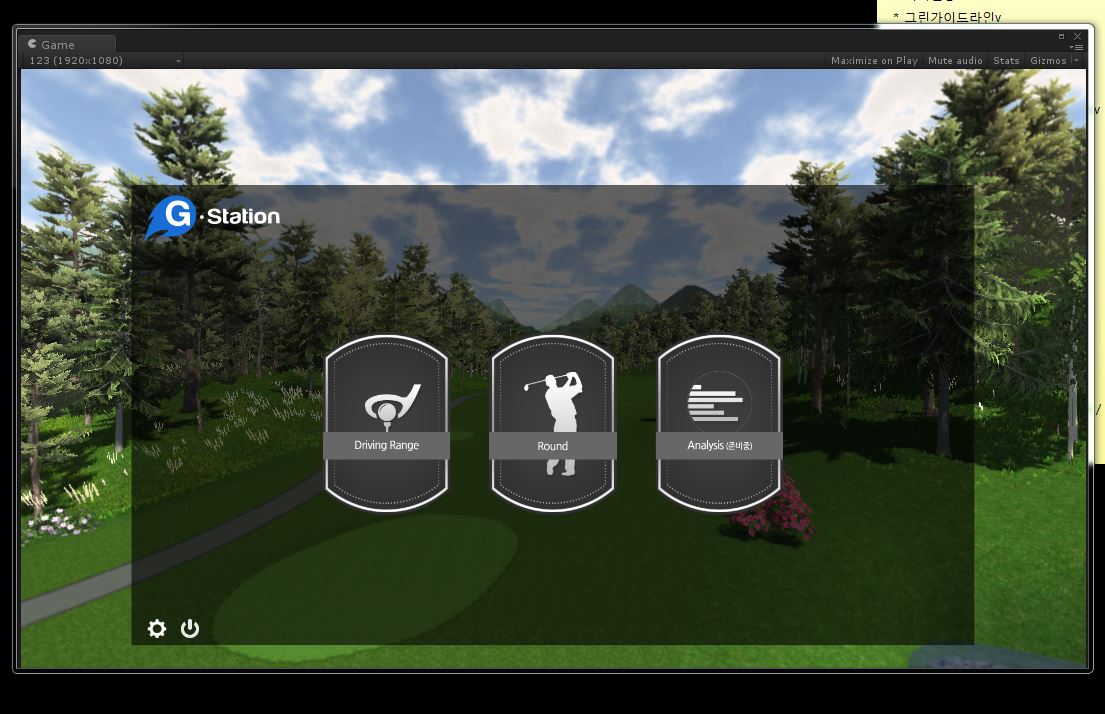 * 그린가이드라인v
Game
123 (1920x1080)
Maximize on Play
Mute audio
Stats
Gizmos
v
G·Station
/
Driving Range
Round
Analysis (준비중)